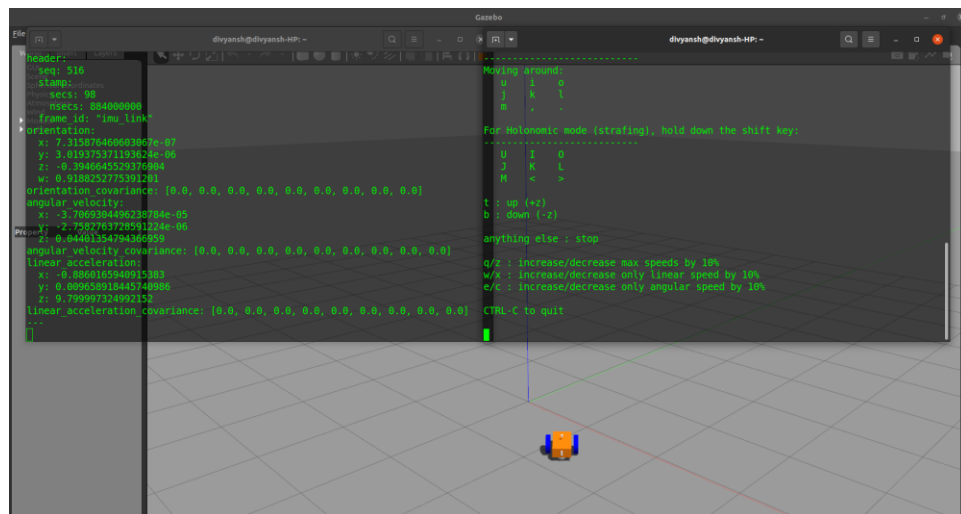 Gazebo
File
divyansh@divyansh-HP: ~
header:
  seq: 516
  stamp:
    secs: 98
    nsecs: 884000000
  frame_id: "imu_link"
orientation:
  x: 7.315876460603067e-07
  y: 3.019375371193624e-06
  z: -0.3946645529376904
  w: 0.9188252775391201
orientation_covariance: [0.0, 0.0, 0.0, 0.0, 0.0, 0.0, 0.0, 0.0, 0.0]
angular_velocity:
  x: -3.7069304496238784e-05
  y: -2.7582763728591224e-06
  z: 0.04401354794366959
angular_velocity_covariance: [0.0, 0.0, 0.0, 0.0, 0.0, 0.0, 0.0, 0.0, 0.0]
linear_acceleration:
  x: -0.8860165940915383
  y: 0.009658918445740986
  z: 9.799997324992152
linear_acceleration_covariance: [0.0, 0.0, 0.0, 0.0, 0.0, 0.0, 0.0, 0.0, 0.0]
---
divyansh@divyansh-HP: ~
---------------------------
Moving around:
   u    i    o
   j    k    l
   m    ,    .
For Holonomic mode (strafing), hold down the shift key:
---------------------------
   U    I    O
   J    K    L
   M    <    >
t : up (+z)
b : down (-z)
anything else : stop
q/z : increase/decrease max speeds by 10%
w/x : increase/decrease only linear speed by 10%
e/c : increase/decrease only angular speed by 10%
CTRL-C to quit